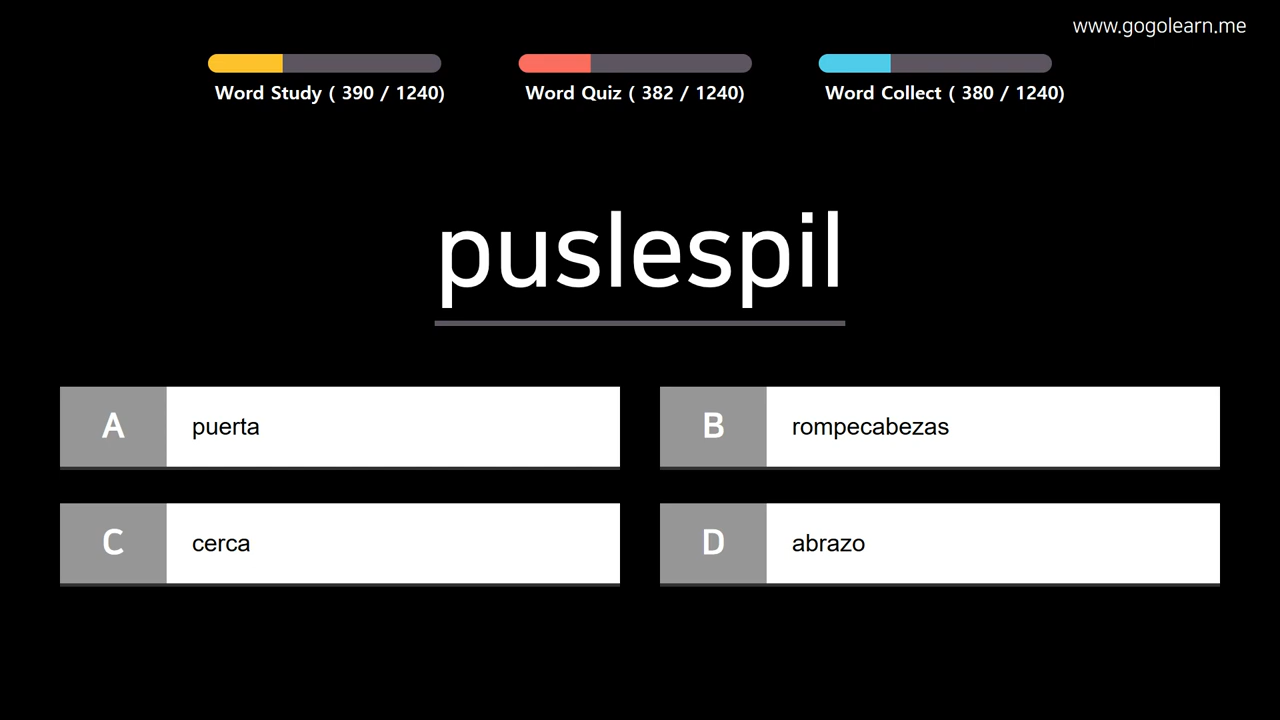 www.gogolearn.me
Word Study ( 390 / 1240)
Word Quiz ( 382 / 1240)
Word Collect ( 380 / 1240)
puslespil
A puerta
B rompecabezas
C cerca
D abrazo